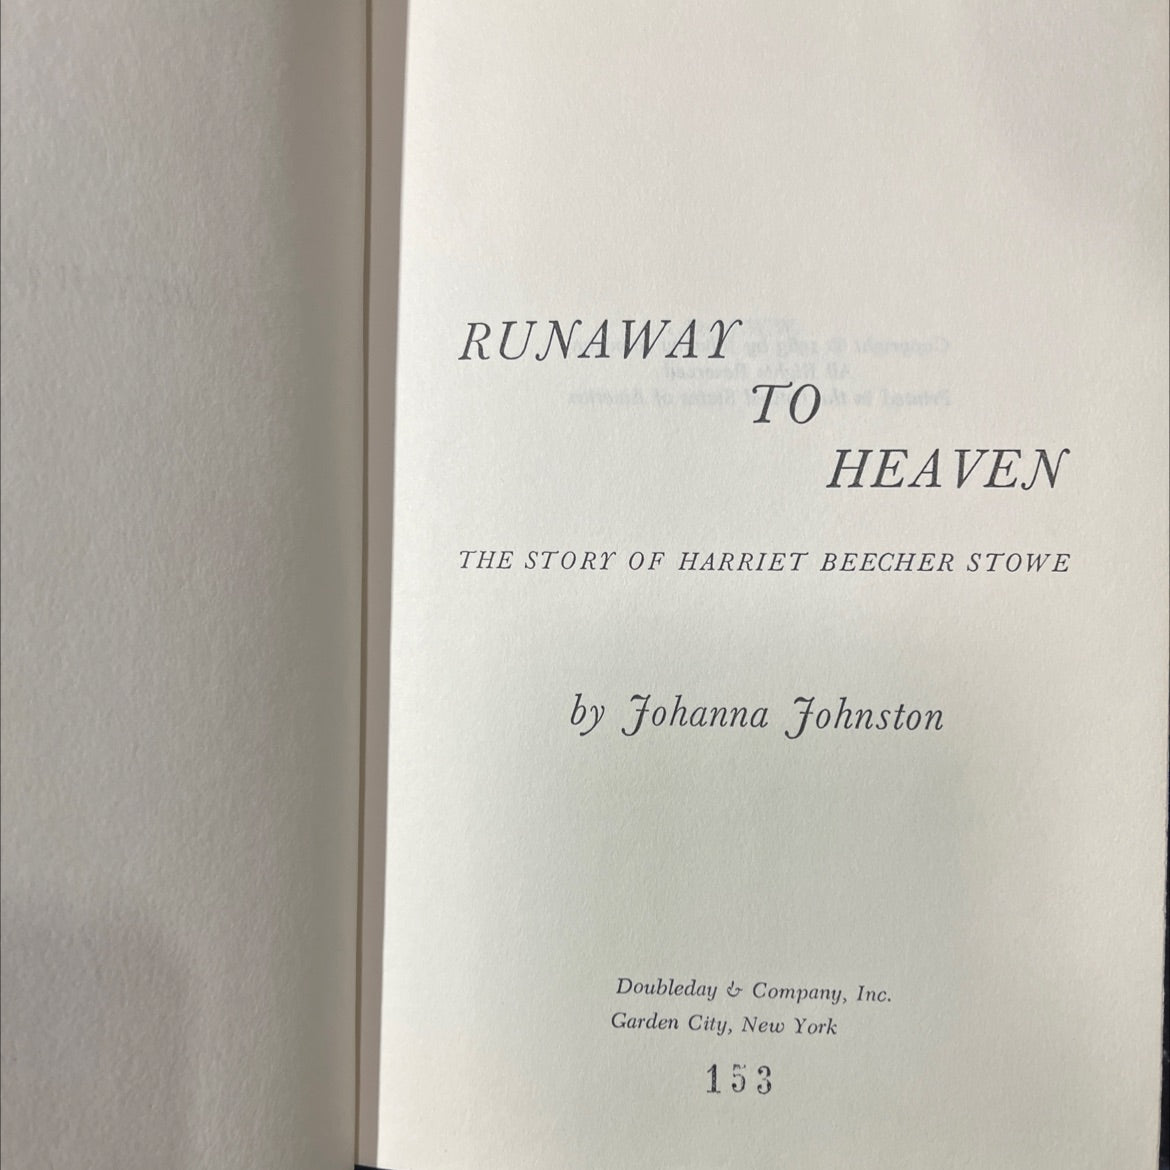 RUNAWAY
TO
HEAVEN
THE STORY OF HARRIET BEECHER STOWE
by Johanna Johnston
Doubleday & Company, Inc.
Garden City, New York
153